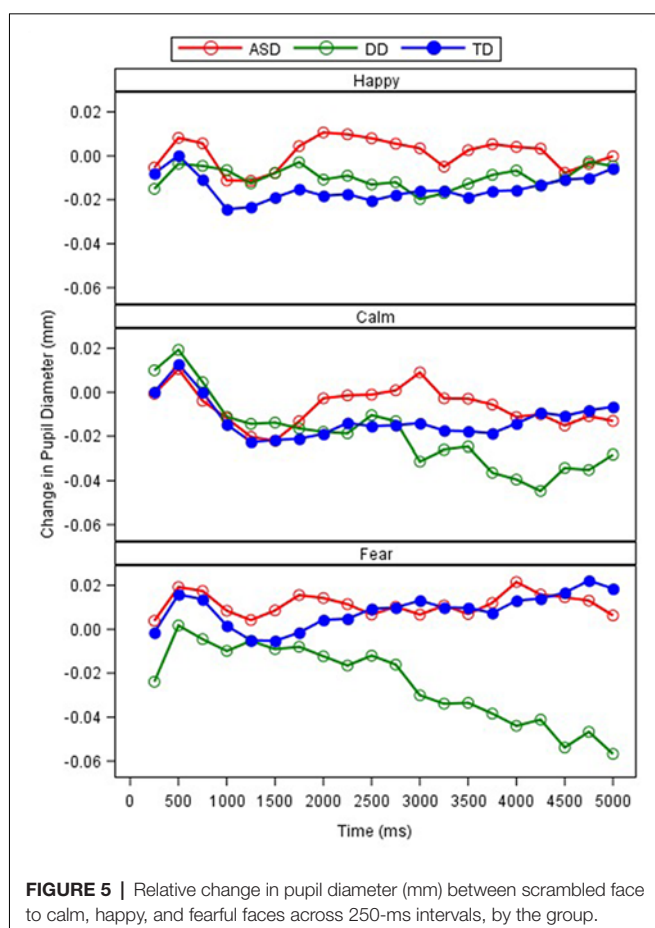 ASD DD TD
Happy
0.02
0.00
-0.02
-0.04
-0.06
Calm
0.02
0.00
-0.02
-0.04
-0.06
Change in Pupil Diameter (mm)
Fear
0.02
0.00
-0.02
-0.04
-0.06
0 500 1000 1500 2000 2500 3000 3500 4000 4500 5000
Time (ms)
FIGURE 5 | Relative change in pupil diameter (mm) between scrambled face
to calm, happy, and fearful faces across 250-ms intervals, by the group.